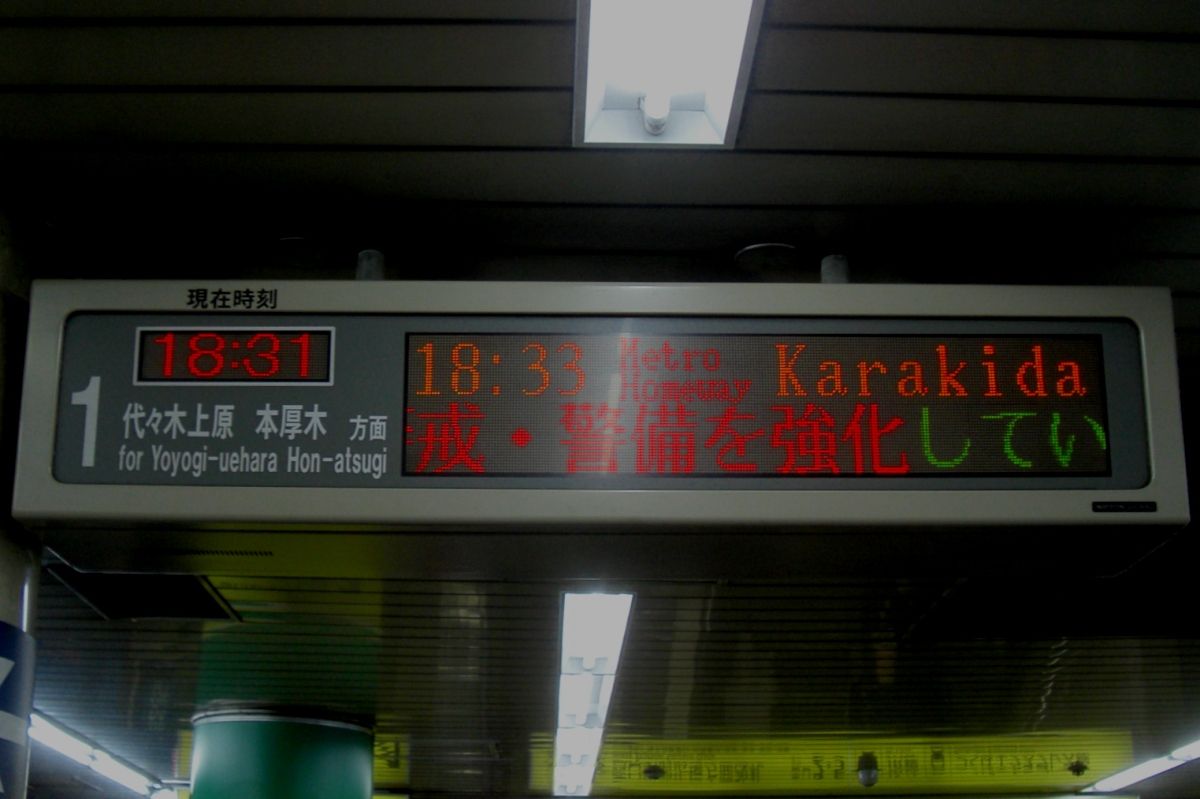 現在時刻
18:31
1
代々木上原 本厚木 方面
for Yoyogi-uehara Hon-atsugi
18:33 Metro Homeway Karakida
戒・警備を強化してい